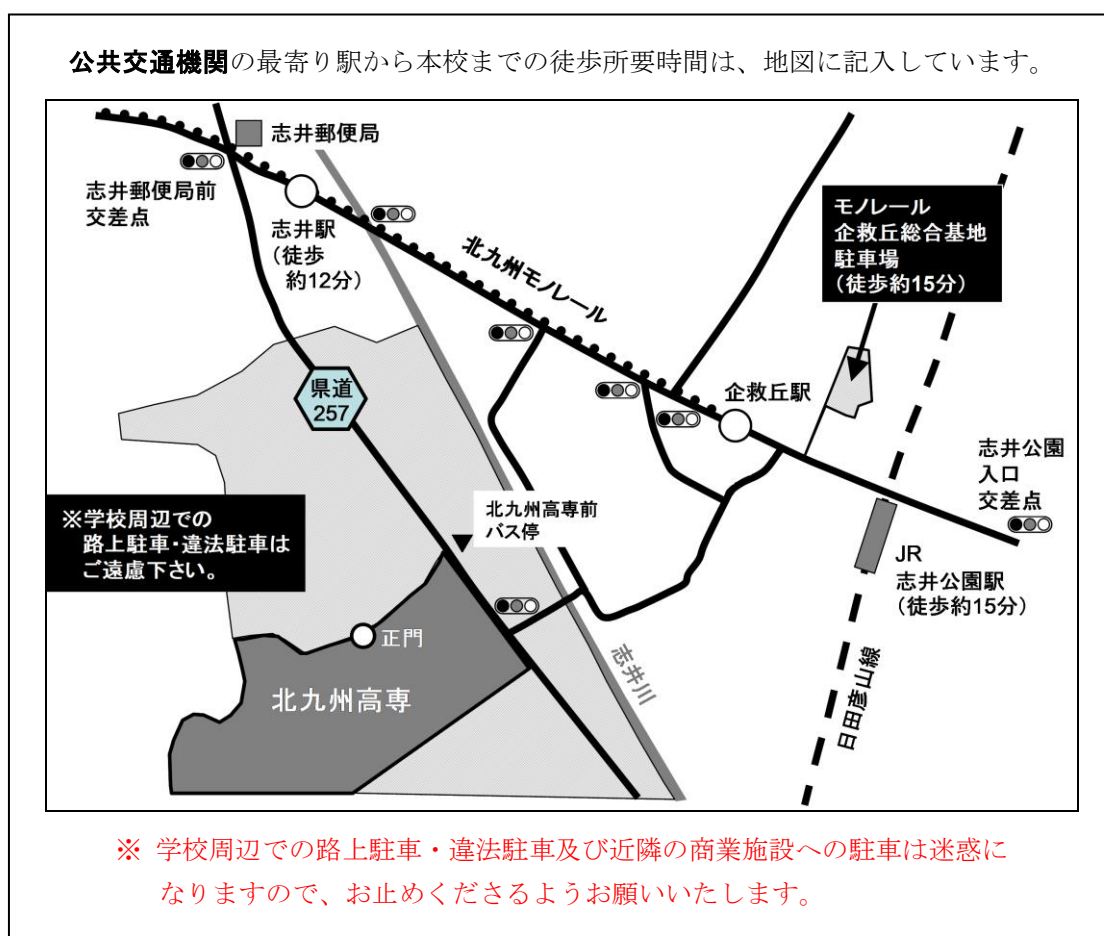 公共交通機関の最寄り駅から本校までの徒歩所要時間は、地図に記入しています。
志井郵便局
志井郵便局前
交差点
志井駅
（徒歩
約12分）
北九州モノレール
モノレール
企救丘総合基地
駐車場
（徒歩約15分）
県道
257
企救丘駅
志井公園
入口
交差点
※学校周辺での
路上駐車・違法駐車は
ご遠慮下さい。
北九州高専前
バス停
JR
志井公園駅
（徒歩約15分）
正門
北九州高専
志井川
日田彦山線
※ 学校周辺での路上駐車・違法駐車及び近隣の商業施設への駐車は迷惑に
なりますので、お止めくださるようお願いいたします。